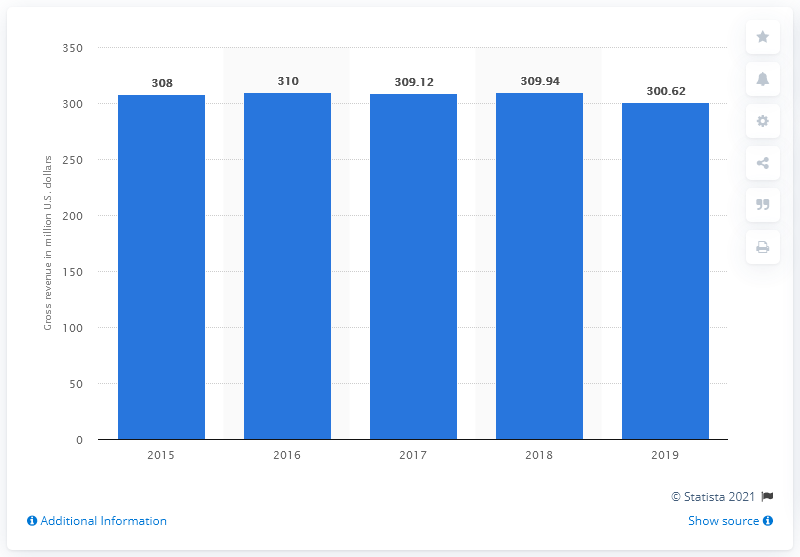 350
300
250
200
150
100
50
0
Gross revenue in million U.S. dollars
308
310
309.12
309.94
300.62
2015 2016 2017 2018 2019
© Statista 2021
Additional Information
Show source